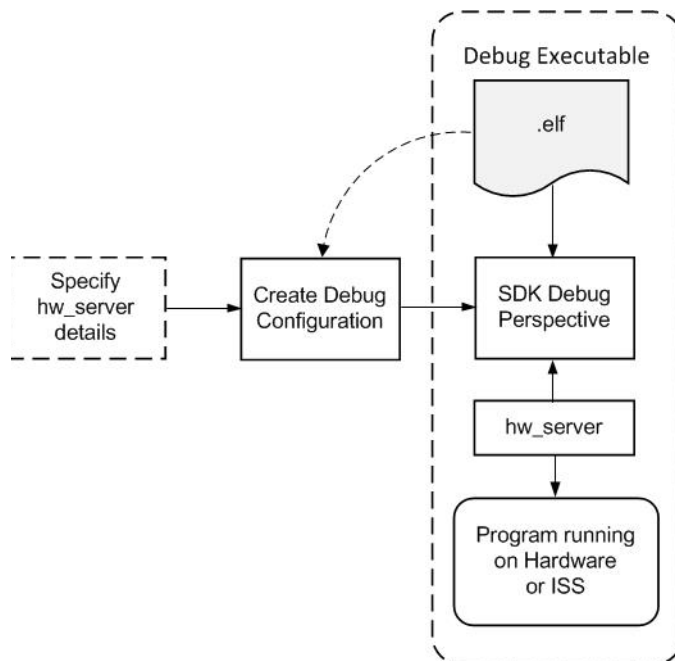 Debug Executable
.elf
Specify
hw_server
details
Create Debug
Configuration
SDK Debug
Perspective
hw_server
Program running
on Hardware
or ISS